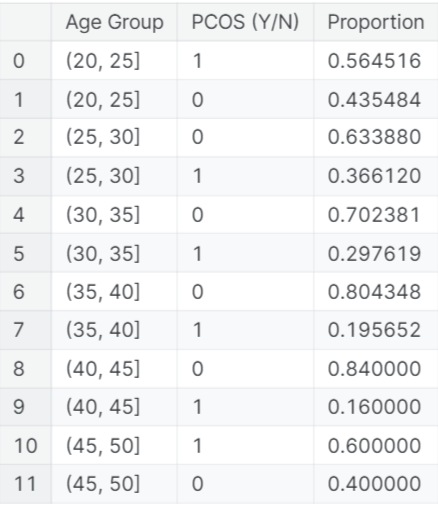 Age Group PCOS (Y/N) Proportion
0 (20, 25] 1 0.564516
1 (20, 25] 0 0.435484
2 (25, 30] 0 0.633880
3 (25, 30] 1 0.366120
4 (30, 35] 0 0.702381
5 (30, 35] 1 0.297619
6 (35, 40] 0 0.804348
7 (35, 40] 1 0.195652
8 (40, 45] 0 0.840000
9 (40, 45] 1 0.160000
10 (45, 50] 1 0.600000
11 (45, 50] 0 0.400000